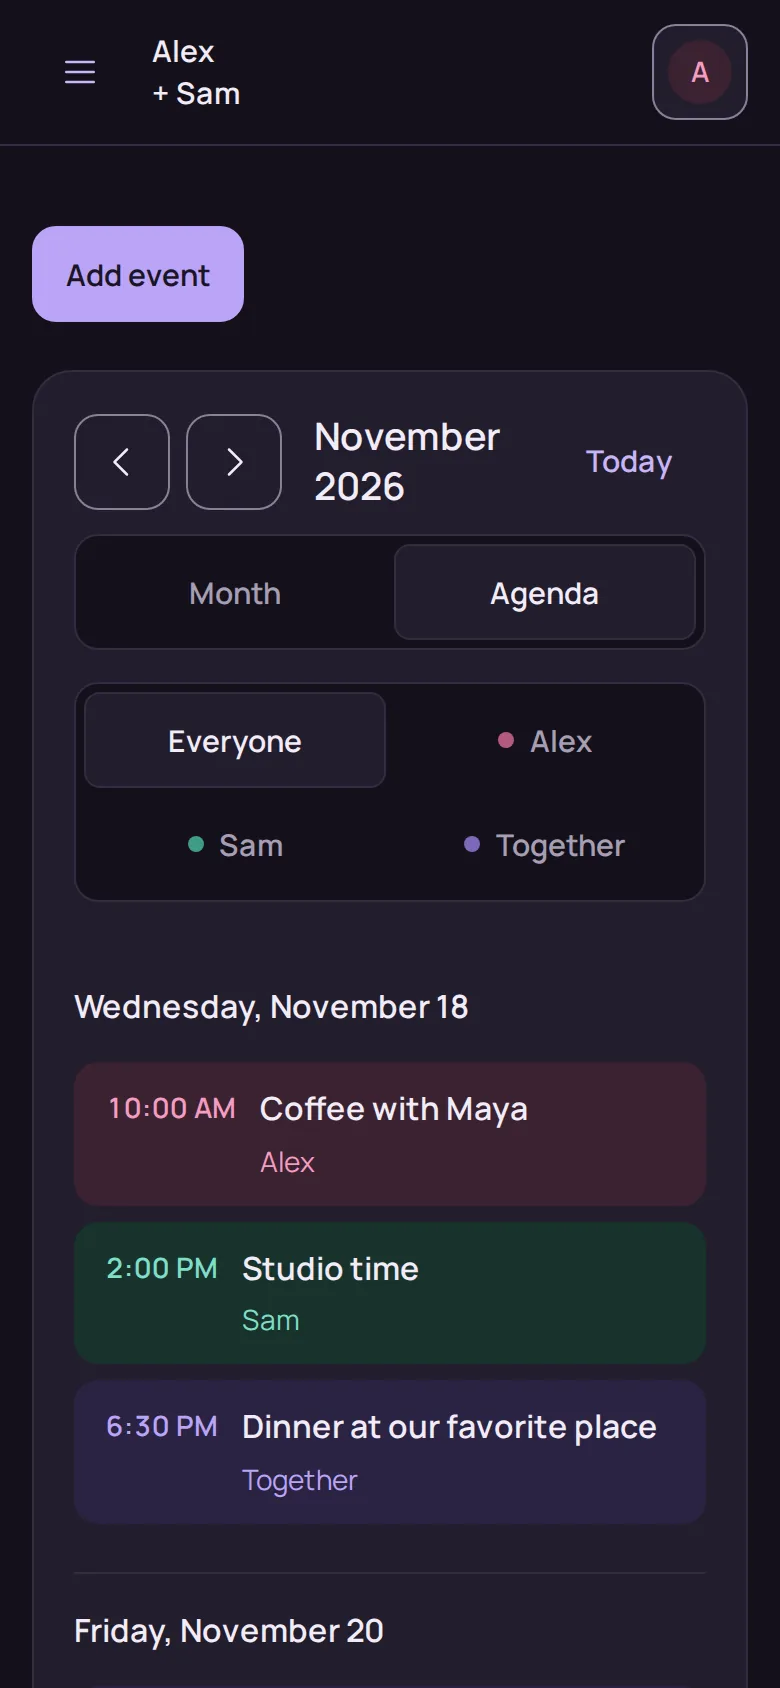 Alex
+ Sam
A
Add event
November
2026
Today
Month
Agenda
Everyone
Alex
Sam
Together
Wednesday, November 18
10:00 AM Coffee with Maya
Alex
2:00 PM Studio time
Sam
6:30 PM Dinner at our favorite place
Together
Friday, November 20